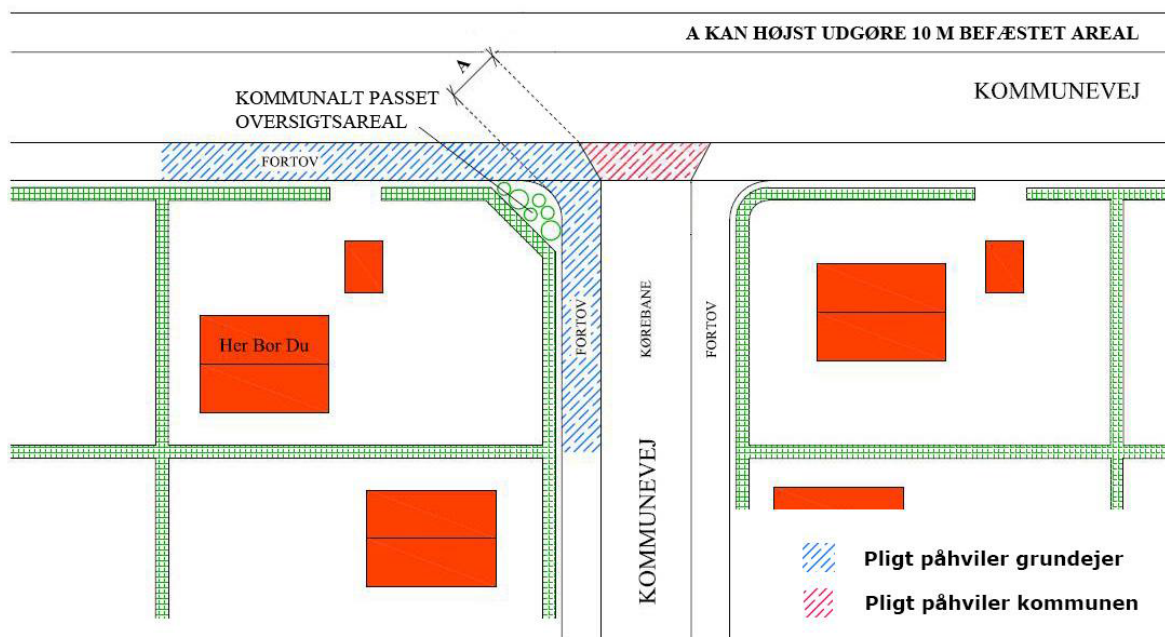 A KAN HØJST UDGØRE 10 M BEFÆSTET AREAL
A
KOMMUNEVEJ
KOMMUNALT PASSET
OVERSIGTSAREAL
FORTOV
FORTOV
KØREBANE
FORTOV
Her Bor Du
KOMMUNEVEJ
Pligt påhviler grundejer
Pligt påhviler kommunen